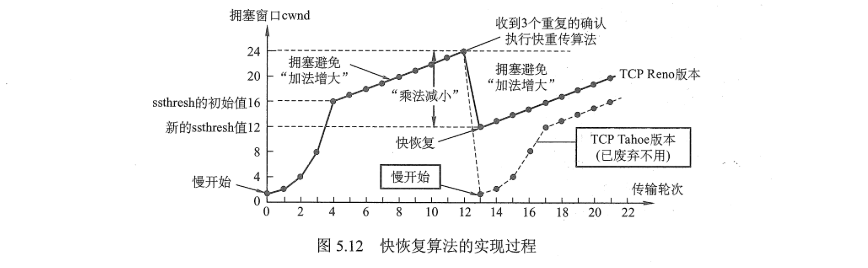 拥塞窗口cwnd
收到3个重复的确认
执行快重传算法
24
20
ssthresh的初始值16
新的ssthresh值12
8
4
0
拥塞避免
“加法增大”
“乘法减小”
拥塞避免
“加法增大”
TCP Reno版本
快恢复
TCP Tahoe版本
(已废弃不用)
慢开始
慢开始
传输轮次
0 2 4 6 8 10 12 14 16 18 20 22
图 5.12 快恢复算法的实现过程